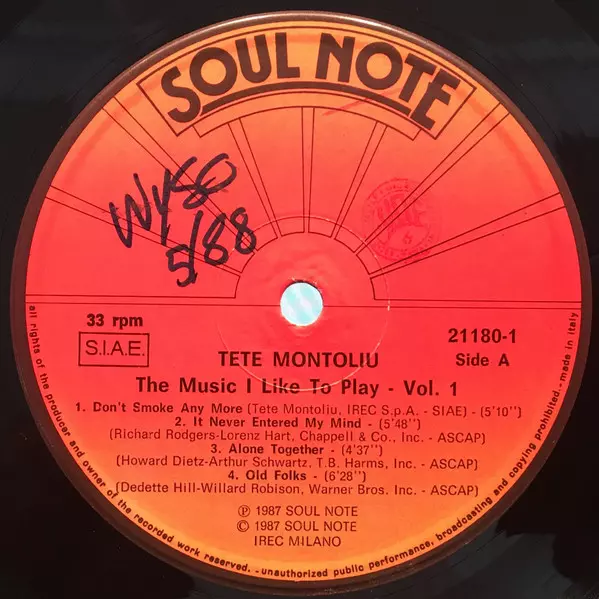 SOUL NOTE
WYSO
5/88
33 rpm
S.I.A.E.
21180-1
Side A
TETE MONTOLIU
The Music I Like To Play - Vol. 1
1. Don't Smoke Any More (Tete Montoliu, IREC S.p.A. - SIAE) - (5'10'')
2. It Never Entered My Mind - (5'48'')
(Richard Rodgers-Lorenz Hart, Chappell & Co., Inc. - ASCAP)
3. Alone Together - (4'37'')
(Howard Dietz-Arthur Schwartz, T.B. Harms, Inc. - ASCAP)
4. Old Folks - (6'28'')
(Dedette Hill-Willard Robison, Warner Bros. Inc. - ASCAP)
℗ 1987 SOUL NOTE
© 1987 SOUL NOTE
IREC MILANO
all rights of the producer and owner of the recorded work reserved. - unauthorized public performance, broadcasting and copying prohibited. - made in italy